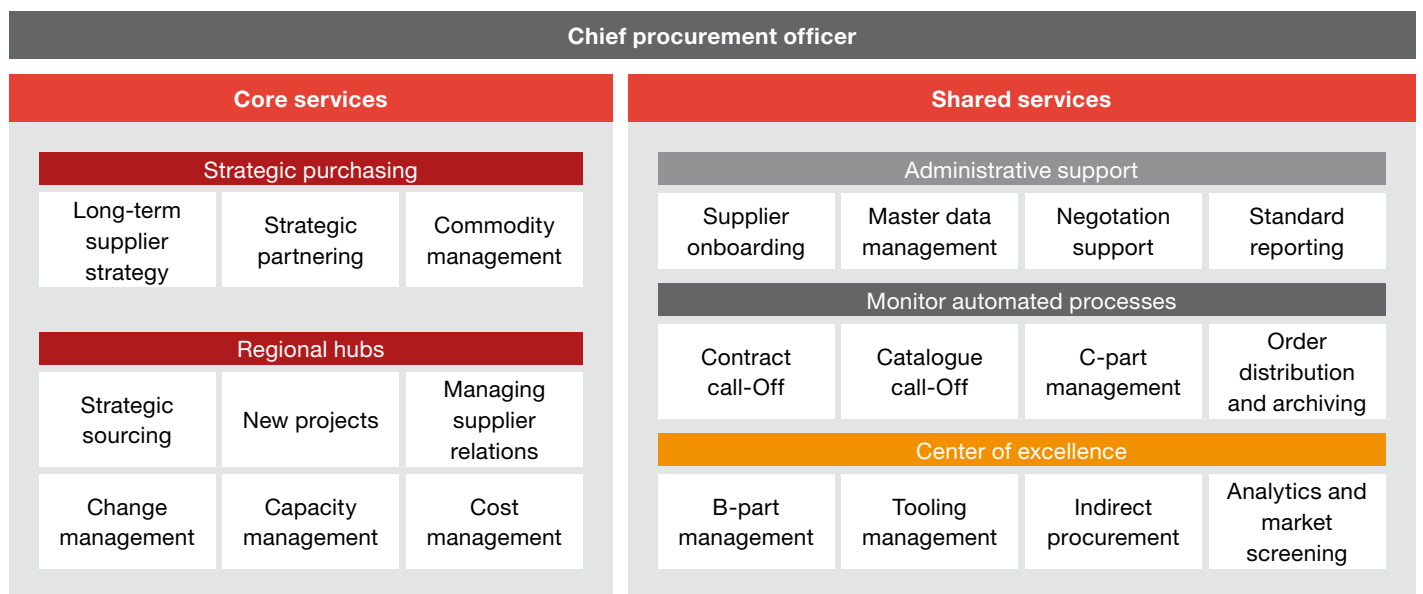 Chief procurement officer
Core services
Strategic purchasing
Long-term
supplier
strategy
Strategic
partnering
Commodity
management
Regional hubs
Strategic
sourcing
New projects
Managing
supplier
relations
Change
management
Capacity
management
Cost
management
Shared services
Administrative support
Supplier
onboarding
Master data
management
Negotation
support
Standard
reporting
Monitor automated processes
Contract
call-Off
Catalogue
call-Off
C-part
management
Order
distribution
and archiving
Center of excellence
B-part
management
Tooling
management
Indirect
procurement
Analytics and
market
screening